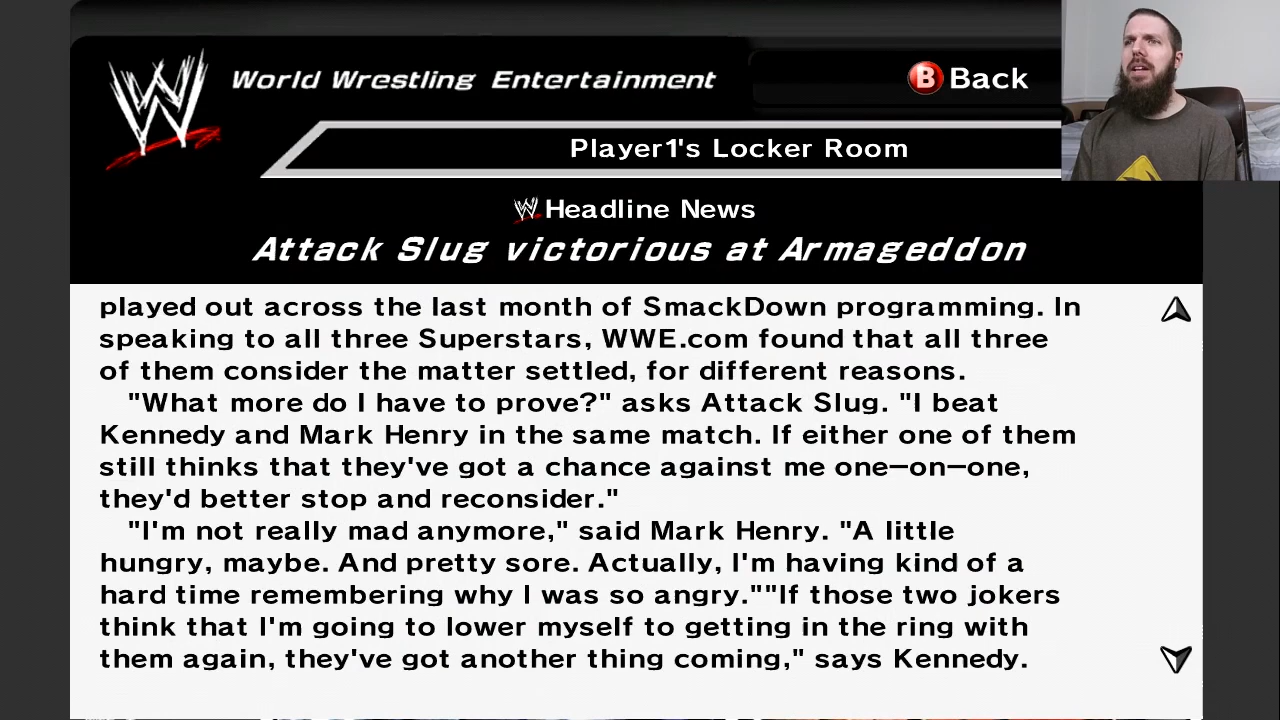 World Wrestling Entertainment
B Back
Player1's Locker Room
Headline News
Attack Slug victorious at Armageddon
played out across the last month of SmackDown programming. In
speaking to all three Superstars, WWE.com found that all three
of them consider the matter settled, for different reasons.
"What more do I have to prove?" asks Attack Slug. "I beat
Kennedy and Mark Henry in the same match. If either one of them
still thinks that they've got a chance against me one—on—one,
they'd better stop and reconsider."
"I'm not really mad anymore," said Mark Henry. "A little
hungry, maybe. And pretty sore. Actually, I'm having kind of a
hard time remembering why I was so angry.""If those two jokers
think that I'm going to lower myself to getting in the ring with
them again, they've got another thing coming," says Kennedy.